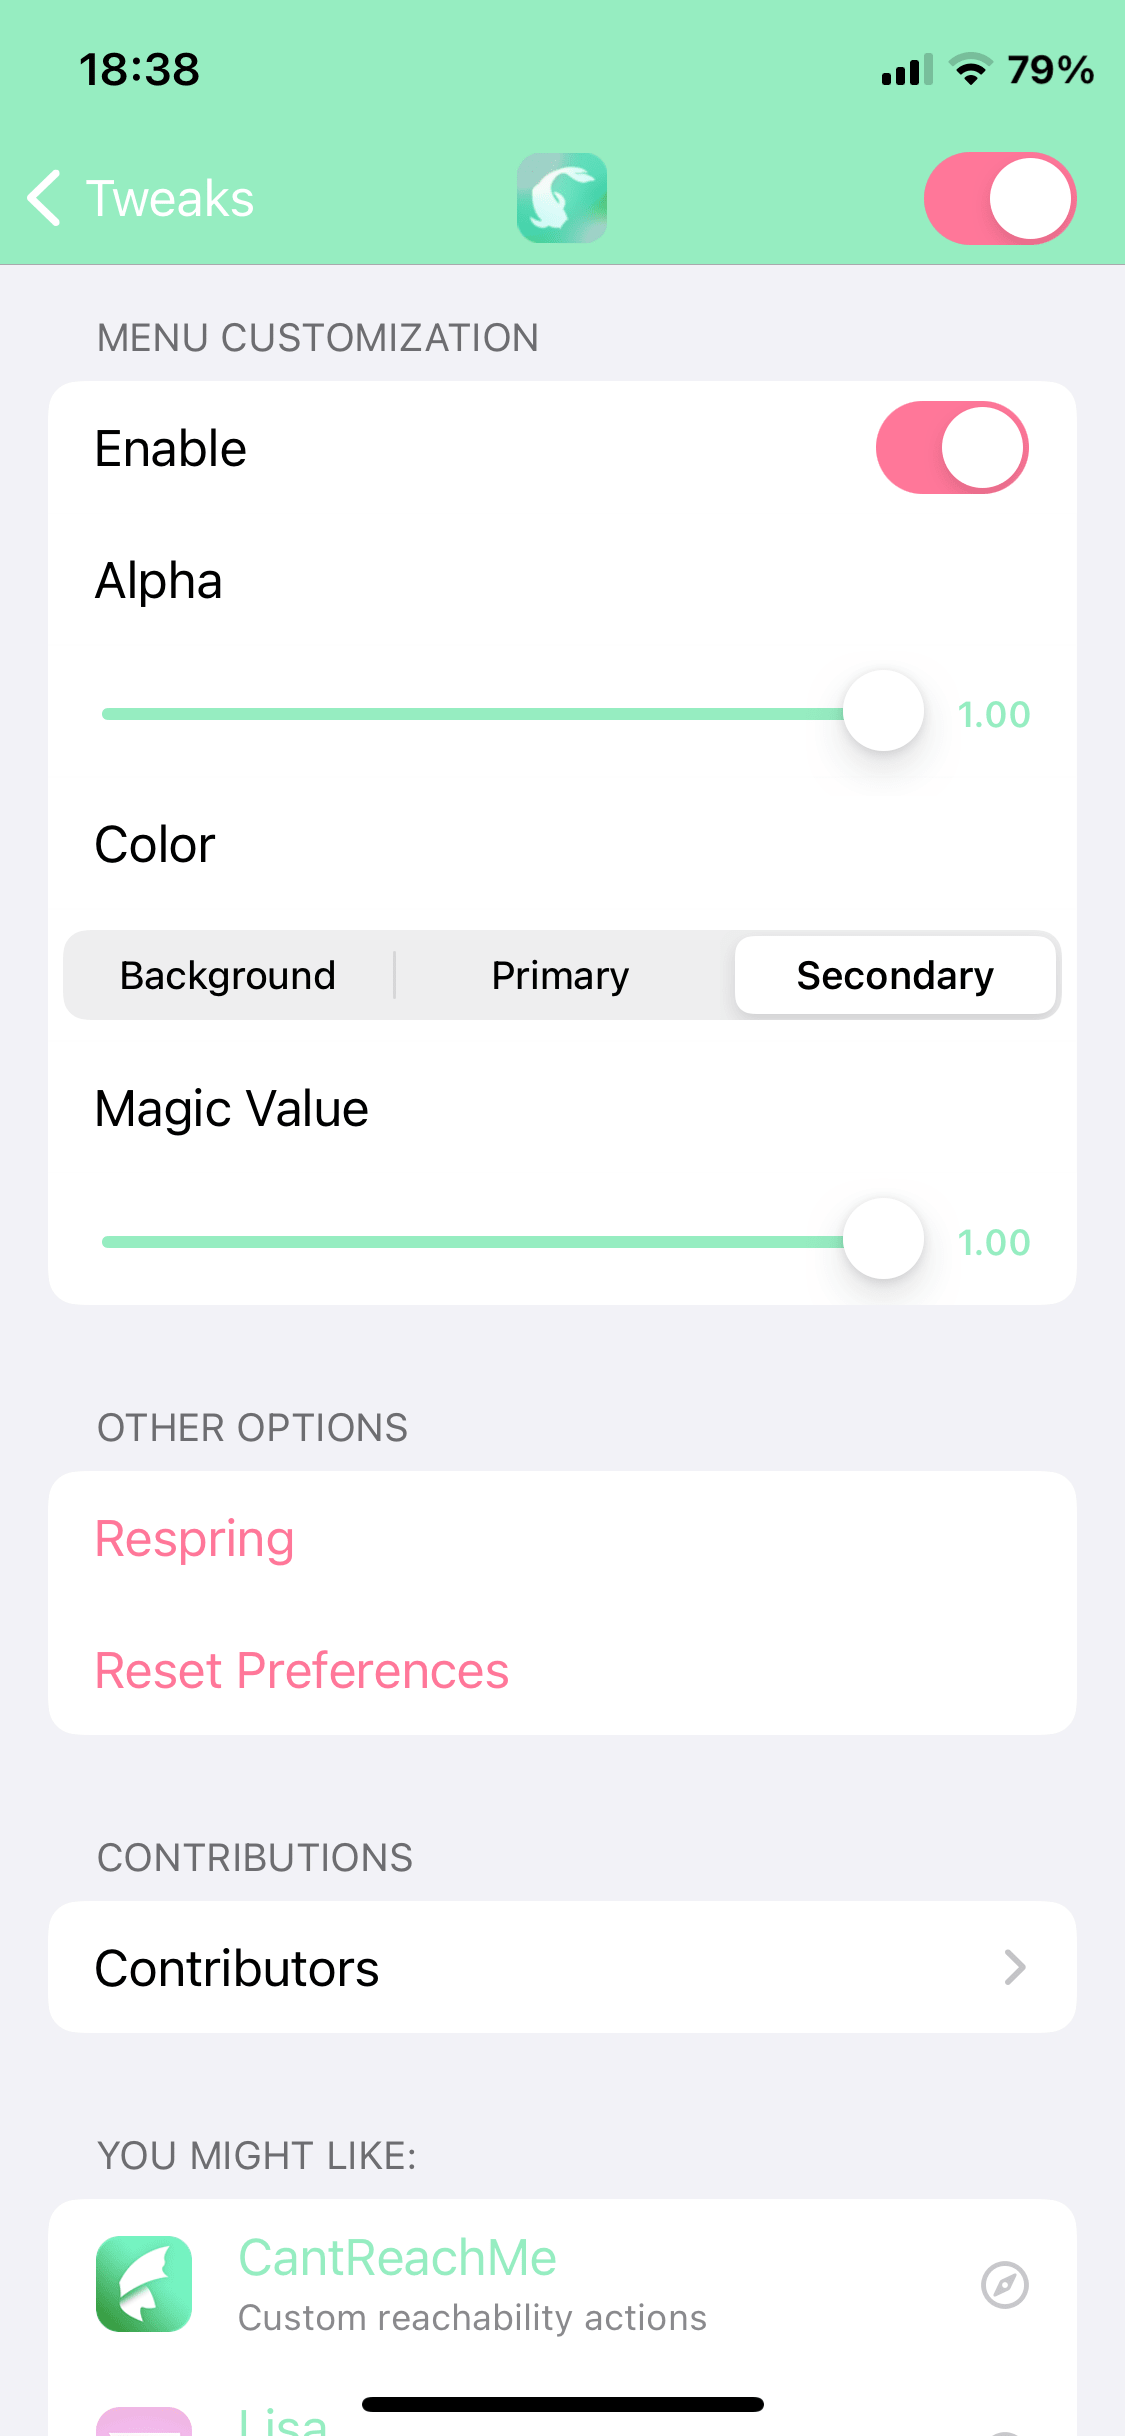 18:38
79%
Tweaks
MENU CUSTOMIZATION
Enable
Alpha
1.00
Color
Background
Primary
Secondary
Magic Value
1.00
OTHER OPTIONS
Respring
Reset Preferences
CONTRIBUTIONS
Contributors
YOU MIGHT LIKE:
CantReachMe
Custom reachability actions
Lisa